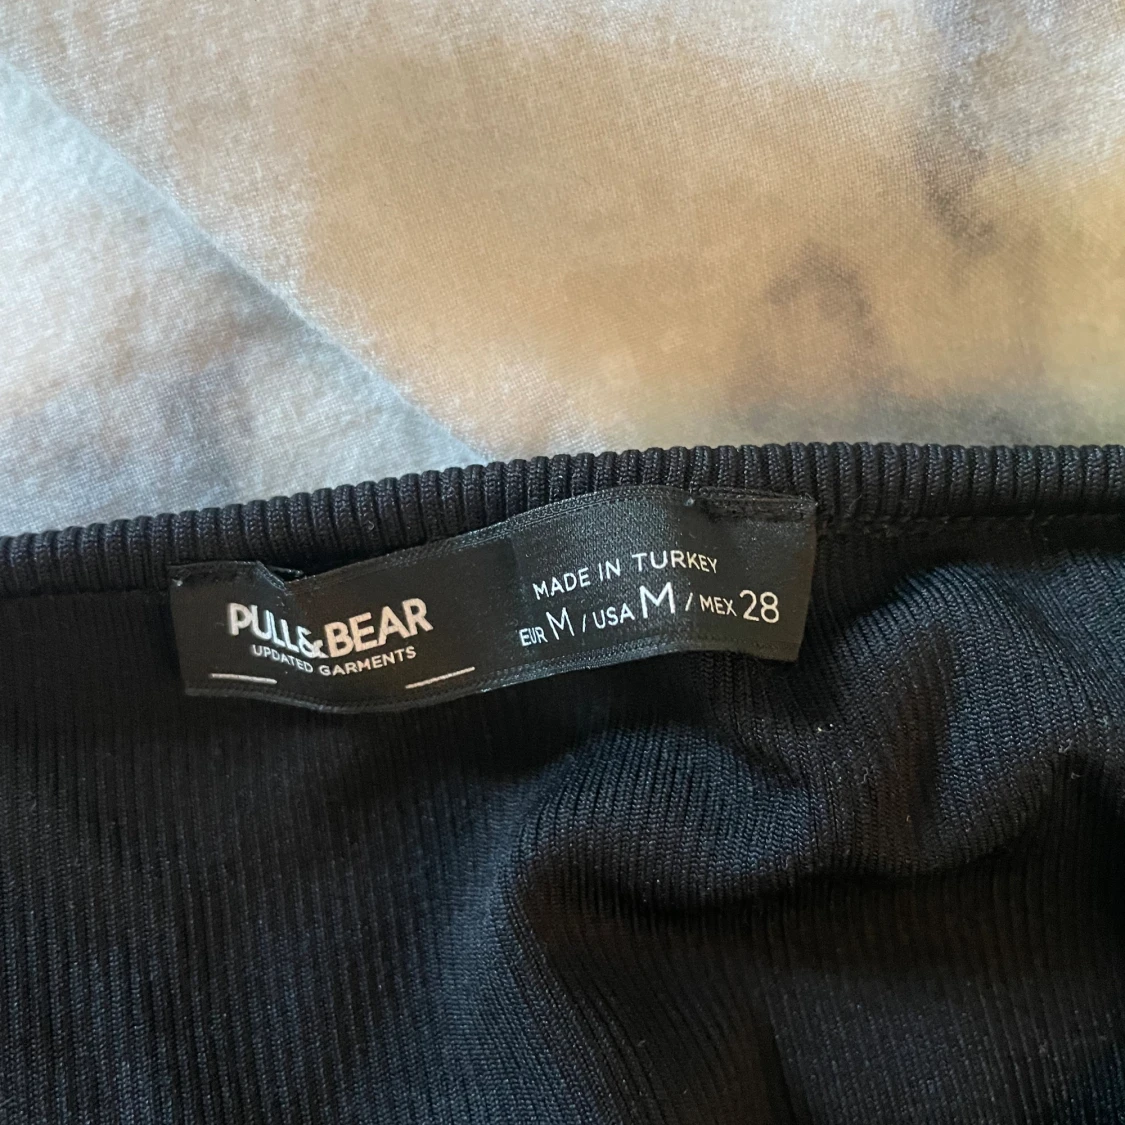 PULL&BEAR
UPDATED GARMENTS
MADE IN TURKEY
EUR M / USA M / MEX 28